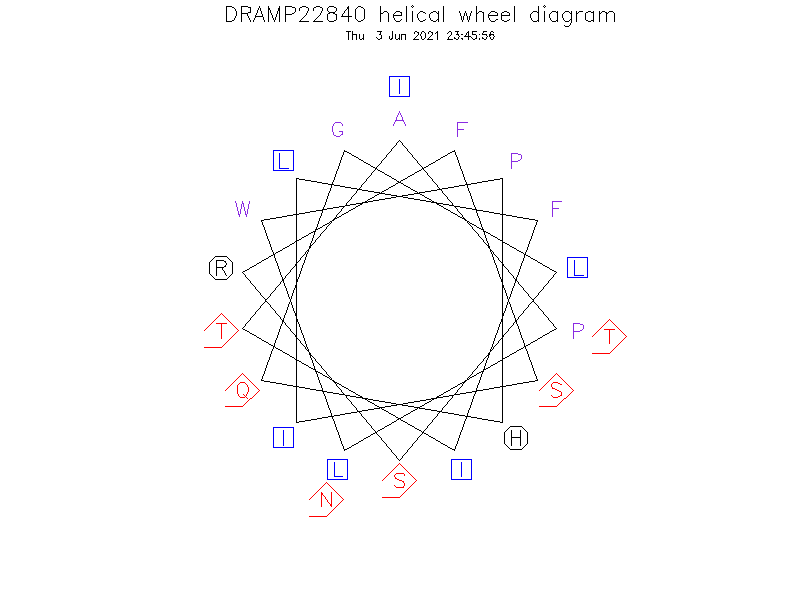 DRAMP22840 helical wheel diagram
Thu 3 Jun 2021 23:45:56
I
A
G
F
L
P
W
F
R
L
T
P
T
Q
S
I
H
L
S
I
N